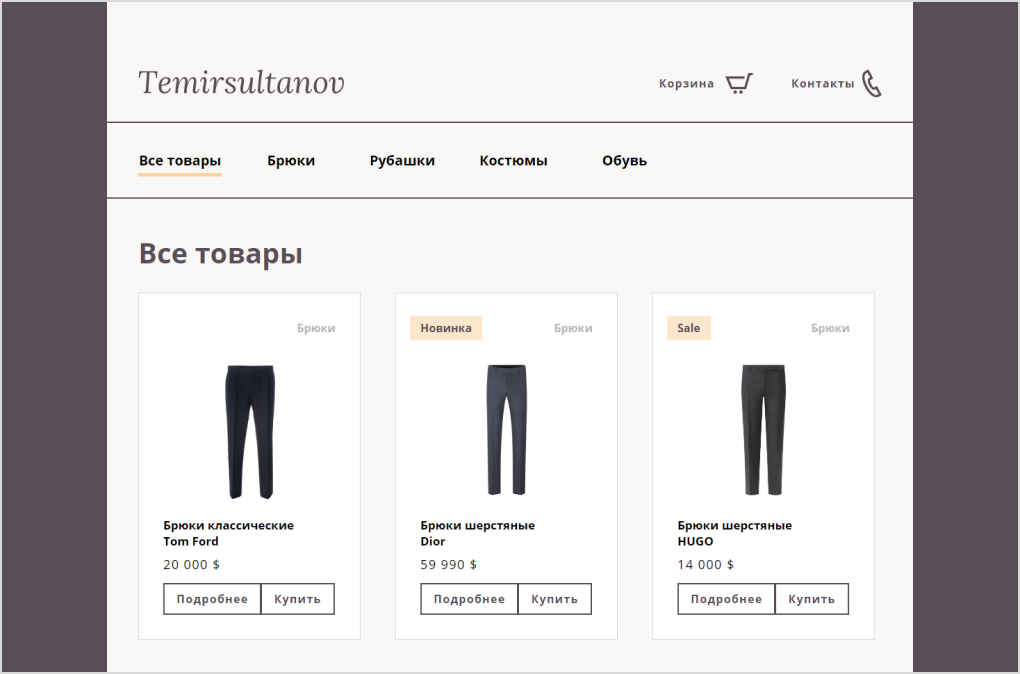 Temirsultanov
Корзина
Контакты
Все товары Брюки Рубашки Костюмы Обувь
Все товары
Брюки
Брюки классические
Tom Ford
20 000 $
Подробнее Купить
Новинка Брюки
Брюки шерстяные
Dior
59 990 $
Подробнее Купить
Sale Брюки
Брюки шерстяные
HUGO
14 000 $
Подробнее Купить